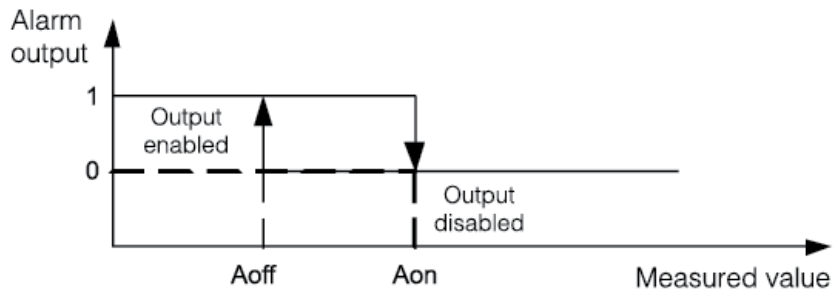 Alarm
output
1
Output
enabled
0
Output
disabled
Aoff
Aon
Measured value